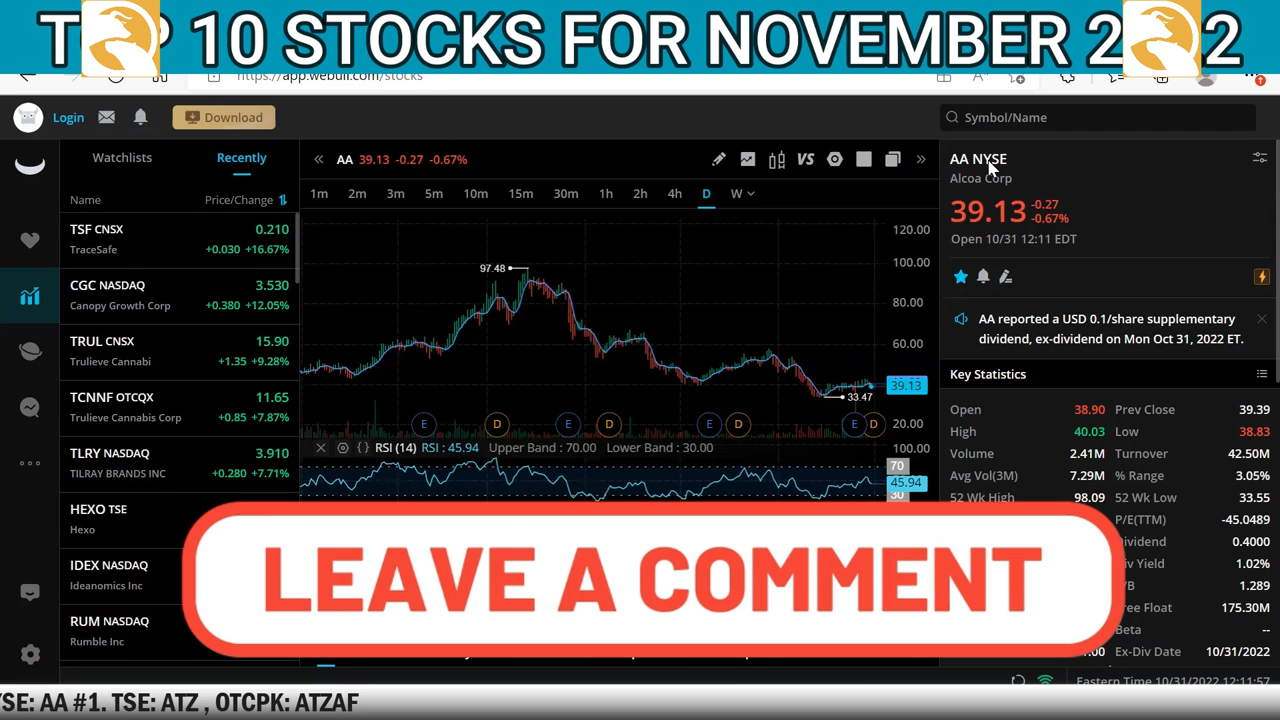 TOP 10 STOCKS FOR NOVEMBER 2022
https://app.webull.com/stocks
Login
Download
Symbol/Name
Watchlists
Recently
Name
Price/Change
TSF CNSX 0.210
TraceSafe +0.030 +16.67%
CGC NASDAQ 3.530
Canopy Growth Corp +0.380 +12.05%
TRUL CNSX 15.90
Trulieve Cannabi +1.35 +9.28%
TCNNF OTCQX 11.65
Trulieve Cannabis Corp +0.85 +7.87%
TLRY NASDAQ 3.910
TILRAY BRANDS INC +0.280 +7.71%
HEXO TSE
Hexo
IDEX NASDAQ
Ideanomics Inc
RUM NASDAQ
Rumble Inc
AA 39.13 -0.27 -0.67%
VS
1m 2m 3m 5m 10m 15m 30m 1h 2h 4h D W
97.48
33.47
120.00
100.00
80.00
60.00
39.13
20.00
E D E D E D E D
100.00
RSI (14) RSI : 45.94 Upper Band : 70.00 Lower Band : 30.00
70
45.94
30
AA NYSE
Alcoa Corp
39.13 -0.27
-0.67%
Open 10/31 12:11 EDT
AA reported a USD 0.1/share supplementary
dividend, ex-dividend on Mon Oct 31, 2022 ET.
Key Statistics
Open 38.90 Prev Close 39.39
High 40.03 Low 38.83
Volume 2.41M Turnover 42.50M
Avg Vol(3M) 7.29M % Range 3.05%
52 Wk High 98.09 52 Wk Low 33.55
P/E(TTM) -45.0489
Dividend 0.4000
Div Yield 1.02%
1.289
Free Float 175.30M
Beta --
Ex-Div Date 10/31/2022
LEAVE A COMMENT
Eastern Time 10/31/2022 12:11:57
YSE: AA #1. TSE: ATZ , OTCPK: ATZAF